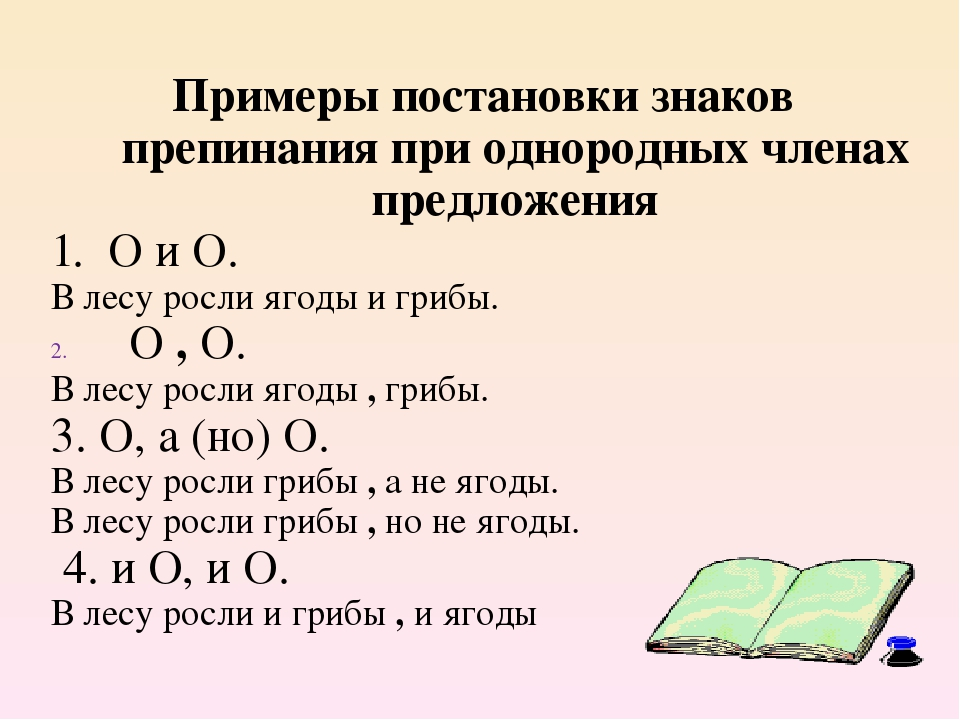 Примеры постановки знаков
препинания при однородных членах
предложения
1. О и О.
В лесу росли ягоды и грибы.
2. О , О.
В лесу росли ягоды , грибы.
3. О, а (но) О.
В лесу росли грибы , а не ягоды.
В лесу росли грибы , но не ягоды.
4. и О, и О.
В лесу росли и грибы , и ягоды